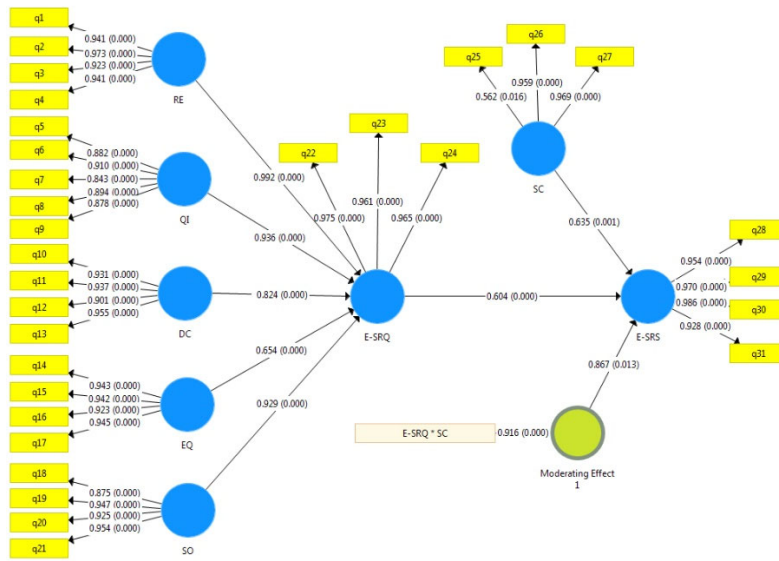 q1
q2
q3
q4
0.941 (0.000)
0.973 (0.000)
0.923 (0.000)
0.941 (0.000)
RE
q5
q6
q7
q8
q9
0.882 (0.000)
0.910 (0.000)
0.843 (0.000)
0.894 (0.000)
0.878 (0.000)
QI
q10
q11
q12
q13
0.931 (0.000)
0.937 (0.000)
0.901 (0.000)
0.955 (0.000)
DC
q14
q15
q16
q17
0.943 (0.000)
0.942 (0.000)
0.923 (0.000)
0.945 (0.000)
EQ
q18
q19
q20
q21
0.875 (0.000)
0.947 (0.000)
0.925 (0.000)
0.954 (0.000)
SO
0.992 (0.000)
0.936 (0.000)
0.824 (0.000)
0.654 (0.000)
0.929 (0.000)
q22
q23
q24
0.975 (0.000)
0.961 (0.000)
0.965 (0.000)
E-SRQ
0.604 (0.000)
q25
q26
q27
0.562 (0.016)
0.959 (0.000)
0.969 (0.000)
SC
0.635 (0.001)
q28
q29
q30
q31
0.954 (0.000)
0.970 (0.000)
0.986 (0.000)
0.928 (0.000)
E-SRS
0.867 (0.013)
E-SRQ * SC
0.916 (0.000)
Moderating Effect
1